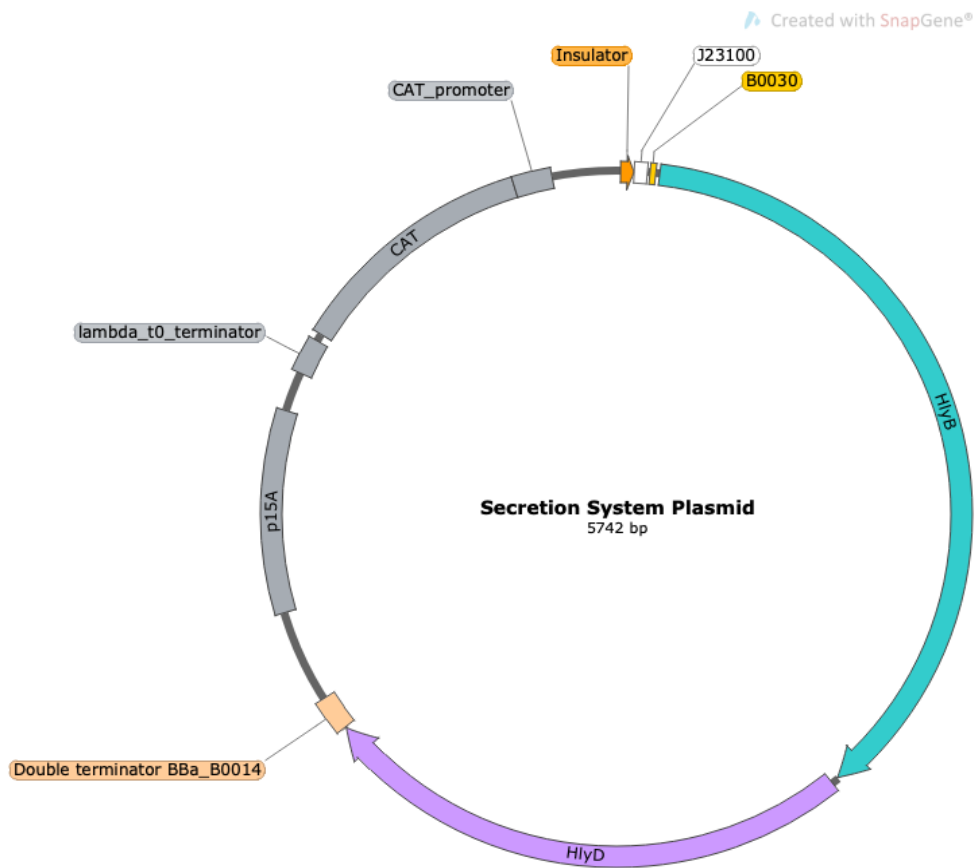 Created with SnapGene®
Insulator
J23100
CAT_promoter
B0030
CAT
lambda_t0_terminator
HlyB
p15A
Secretion System Plasmid
5742 bp
Double terminator BBa_B0014
HlyD